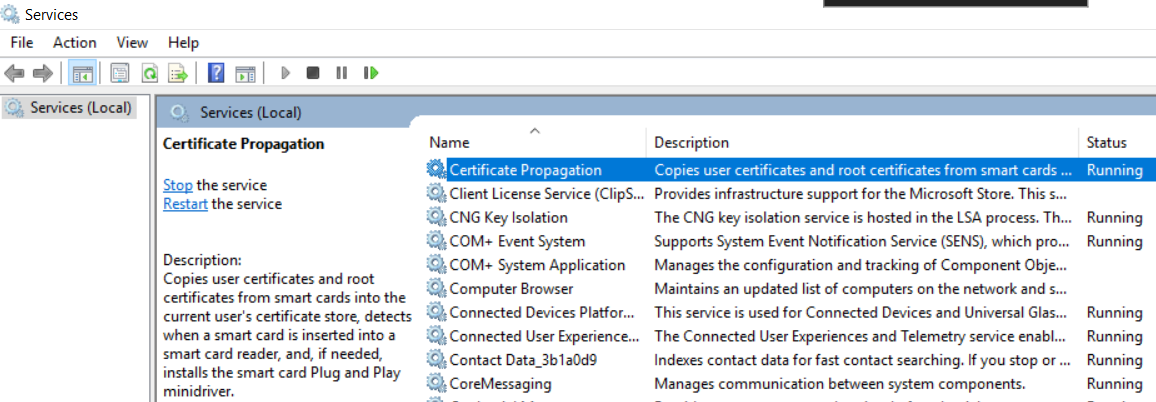 Services
File Action View Help
Services (Local)
Services (Local)
Certificate Propagation
Stop the service
Restart the service
Description:
Copies user certificates and root
certificates from smart cards into the
current user's certificate store, detects
when a smart card is inserted into a
smart card reader, and, if needed,
installs the smart card Plug and Play
minidriver.
Name Description Status
Certificate Propagation Copies user certificates and root certificates from smart cards ... Running
Client License Service (ClipS... Provides infrastructure support for the Microsoft Store. This s...
CNG Key Isolation The CNG key isolation service is hosted in the LSA process. Th... Running
COM+ Event System Supports System Event Notification Service (SENS), which pro... Running
COM+ System Application Manages the configuration and tracking of Component Obje...
Computer Browser Maintains an updated list of computers on the network and s...
Connected Devices Platfor... This service is used for Connected Devices and Universal Glas... Running
Connected User Experience... The Connected User Experiences and Telemetry service enabl... Running
Contact Data_3b1a0d9 Indexes contact data for fast contact searching. If you stop or ... Running
CoreMessaging Manages communication between system components. Running